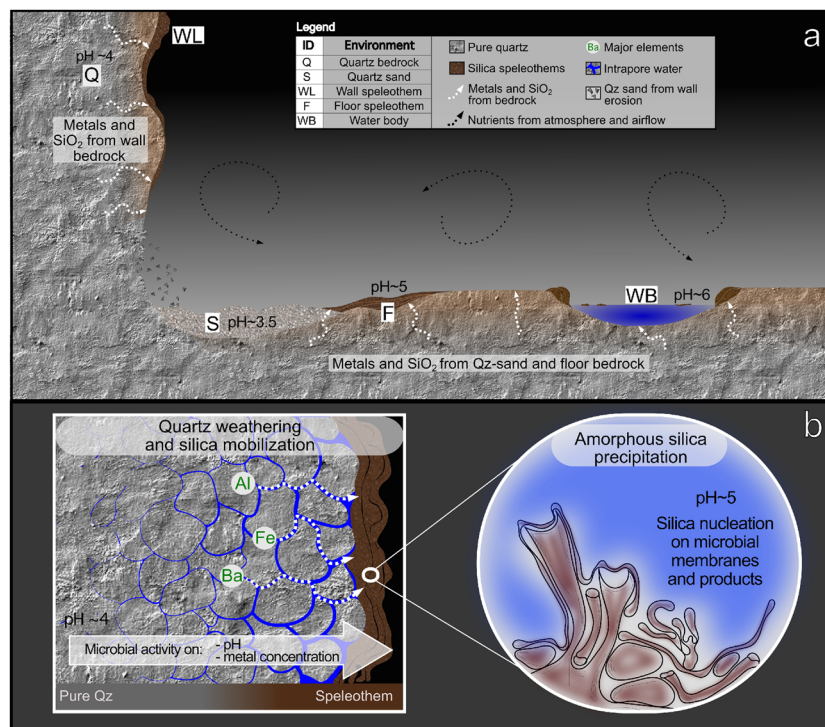 a
Legend
ID Environment
Q Quartz bedrock
S Quartz sand
WL Wall speleothem
F Floor speleothem
WB Water body
Pure quartz
Silica speleothems
Metals and SiO₂
from bedrock
Nutrients from atmosphere and airflow
Ba Major elements
Intrapore water
Qz sand from wall
erosion
WL
pH ~4
Q
Metals and
SiO₂ from wall
bedrock
S pH~3.5
pH~5
F
WB
pH~6
Metals and SiO₂ from Qz-sand and floor bedrock
b
Quartz weathering
and silica mobilization
Al
Fe
Ba
pH ~4
Microbial activity on: - pH
- metal concentration
Pure Qz Speleothem
Amorphous silica
precipitation
pH~5
Silica nucleation
on microbial
membranes
and products